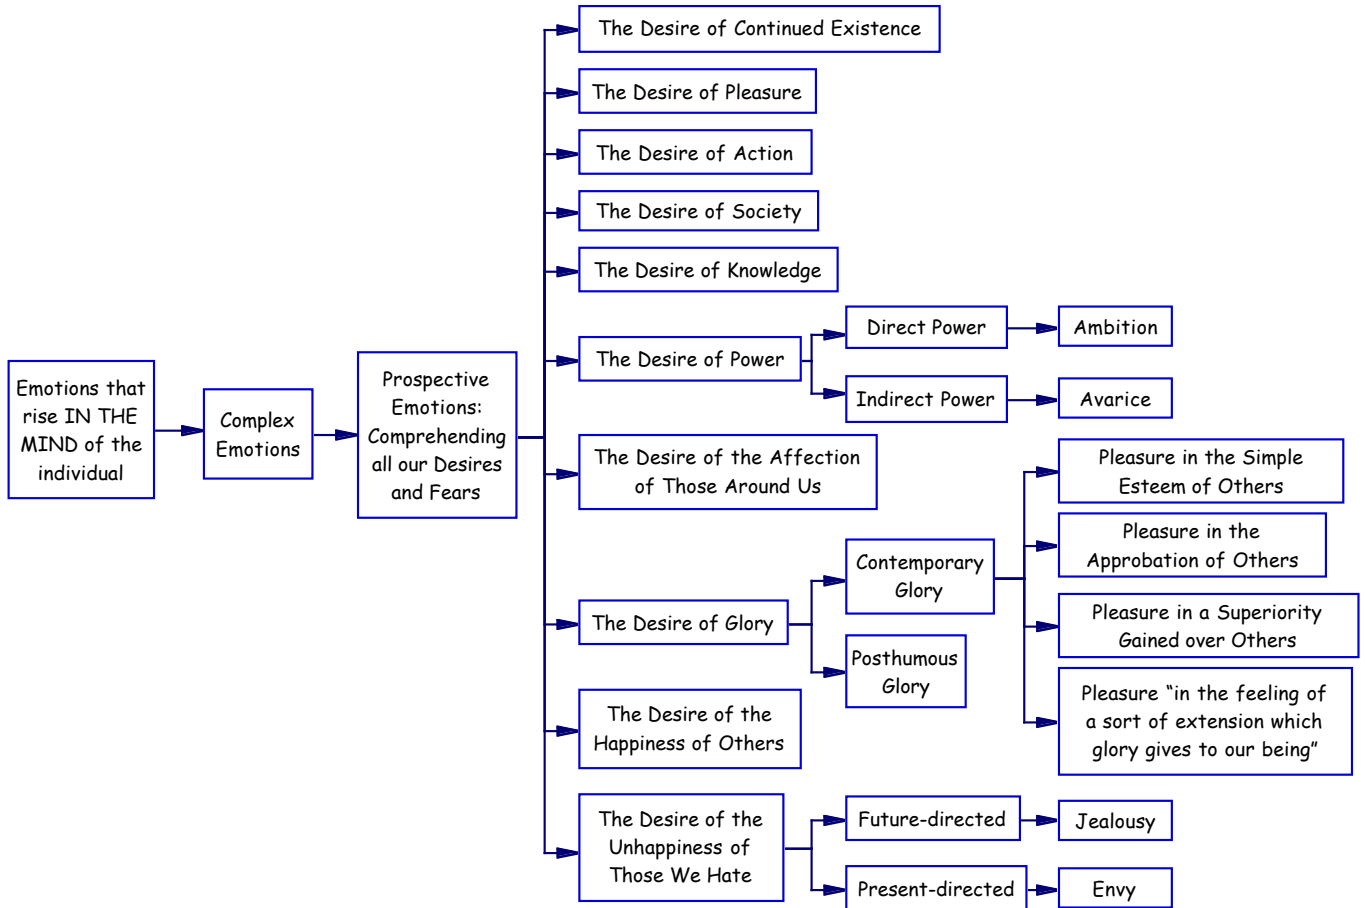 Emotions that
rise IN THE
MIND of the
individual
Complex
Emotions
Prospective
Emotions:
Comprehending
all our Desires
and Fears
The Desire of Continued Existence
The Desire of Pleasure
The Desire of Action
The Desire of Society
The Desire of Knowledge
The Desire of Power
Direct Power
Ambition
Indirect Power
Avarice
The Desire of the Affection
of Those Around Us
The Desire of Glory
Contemporary
Glory
Pleasure in the Simple
Esteem of Others
Pleasure in the
Approbation of Others
Pleasure in a Superiority
Gained over Others
Pleasure “in the feeling of
a sort of extension which
glory gives to our being”
Posthumous
Glory
The Desire of the
Happiness of Others
The Desire of the
Unhappiness of
Those We Hate
Future-directed
Jealousy
Present-directed
Envy